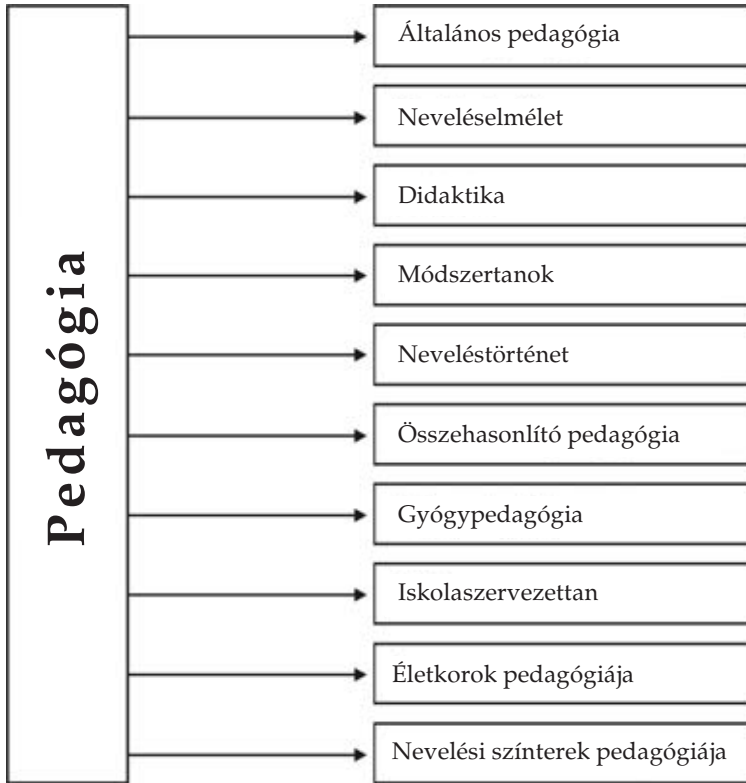 Pedagógia
Általános pedagógia
Neveléselmélet
Didaktika
Módszertanok
Neveléstörténet
Összehasonlító pedagógia
Gyógypedagógia
Iskolaszervezettan
Életkorok pedagógiája
Nevelési színterek pedagógiája